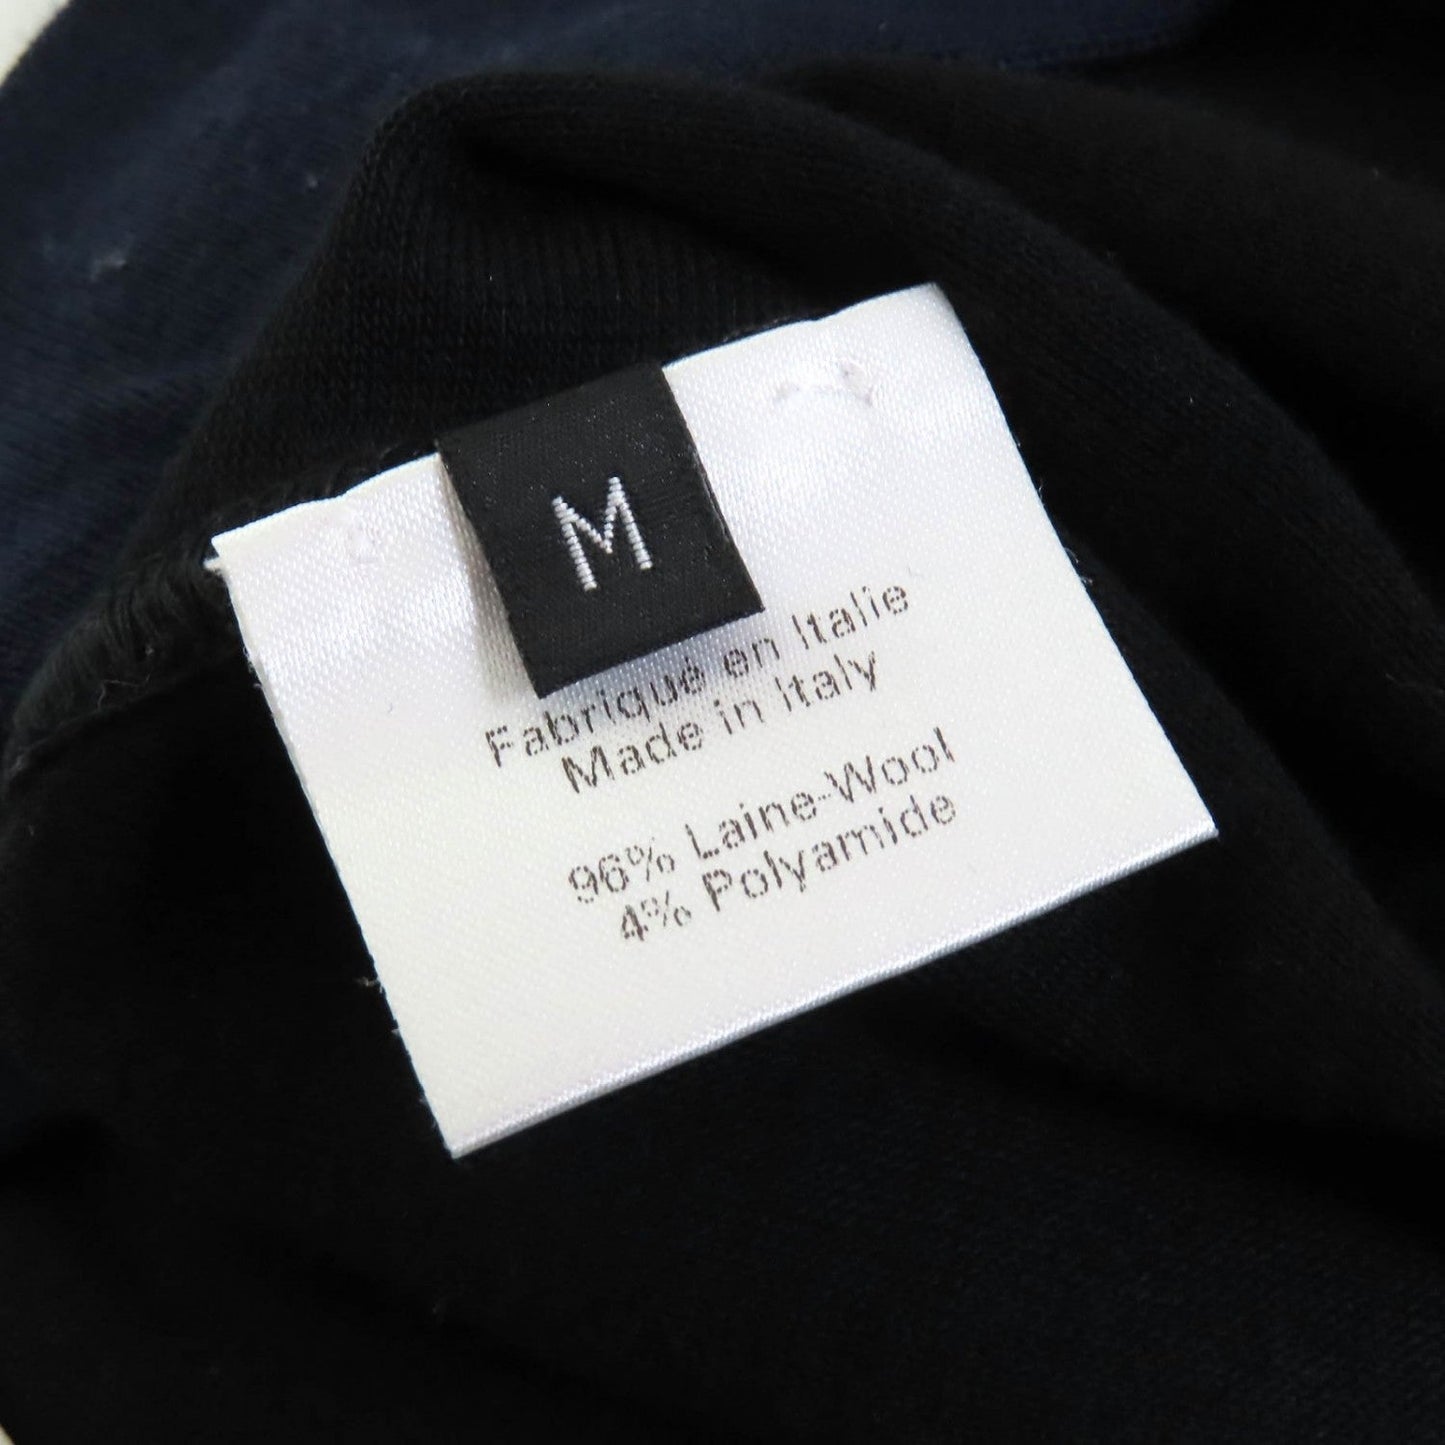 M
Fabriqué en Italie
Made in Italy
96% Laine-Wool
4% Polyamide